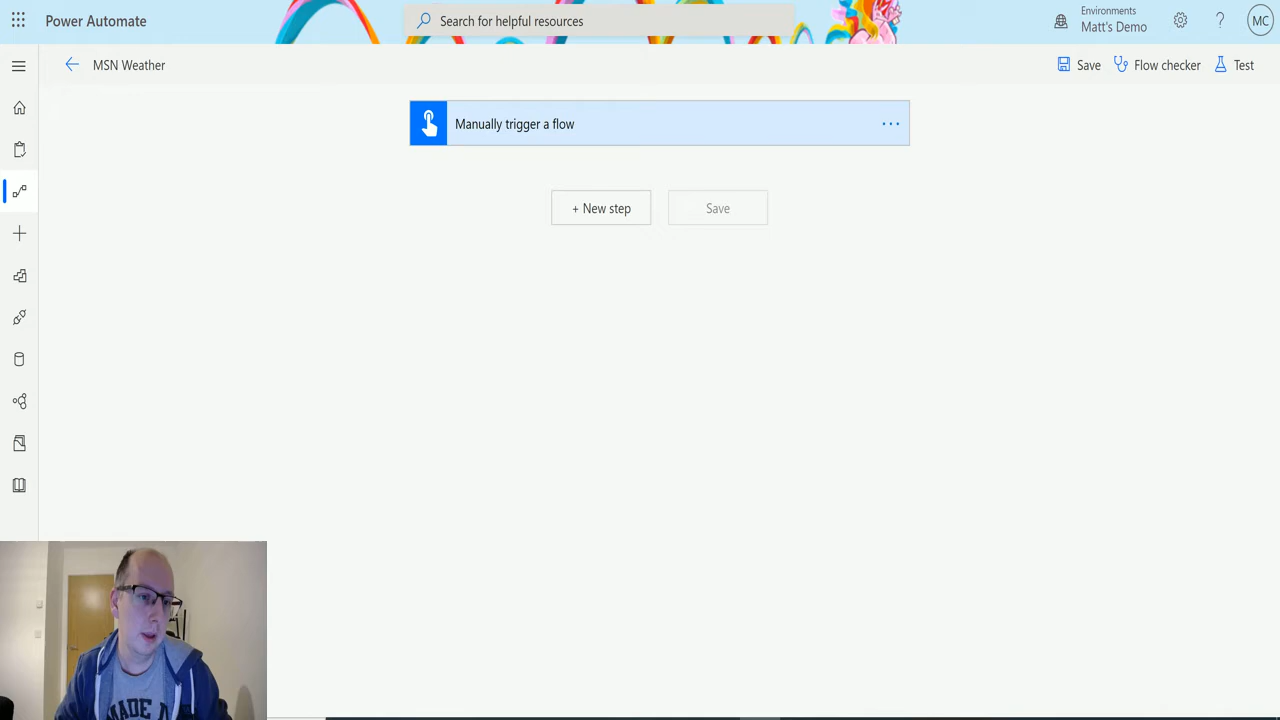 Power Automate
Search for helpful resources
Environments
Matt's Demo
MC
MSN Weather
Save
Flow checker
Test
Manually trigger a flow
+ New step
Save
MADE